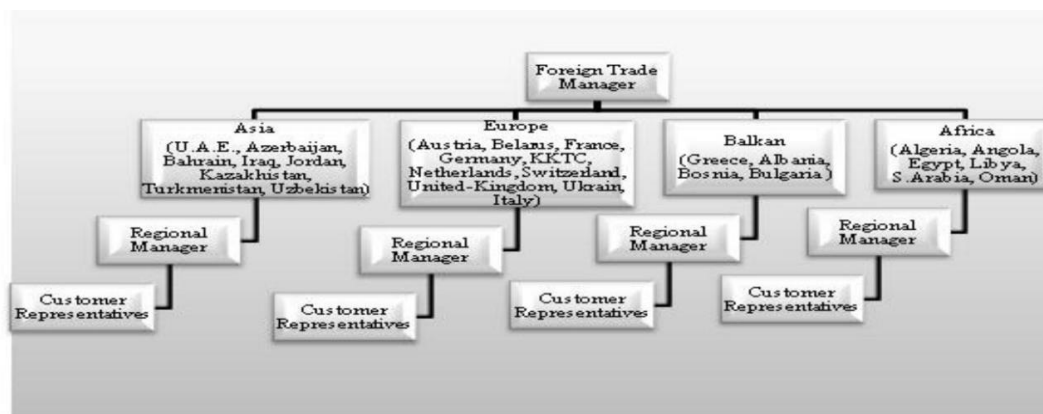 Foreign Trade
Manager
Asia
(U.A.E., Azerbaijan,
Bahrain, Iraq, Jordan,
Kazakhistan,
Turkmenistan, Uzbekistan)
Europe
(Austria, Belarus, France,
Germany, KKTC,
Netherlands, Switzerland,
United-Kingdom, Ukrain,
Italy)
Balkan
(Greece, Albania,
Bosnia, Bulgaria )
Africa
(Algeria, Angola,
Egypt, Libya,
S.Arabia, Oman)
Regional
Manager
Regional
Manager
Regional
Manager
Regional
Manager
Customer
Representatives
Customer
Representatives
Customer
Representatives
Customer
Representatives